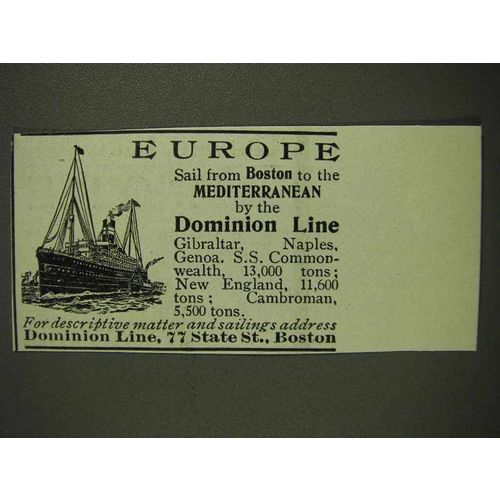 EUROPE
Sail from Boston to the
MEDITERRANEAN
by the
Dominion Line
Gibraltar, Naples,
Genoa. S.S. Common-
wealth, 13,000 tons;
New England, 11,600
tons; Cambroman,
5,500 tons.
For descriptive matter and sailings address
Dominion Line, 77 State St., Boston